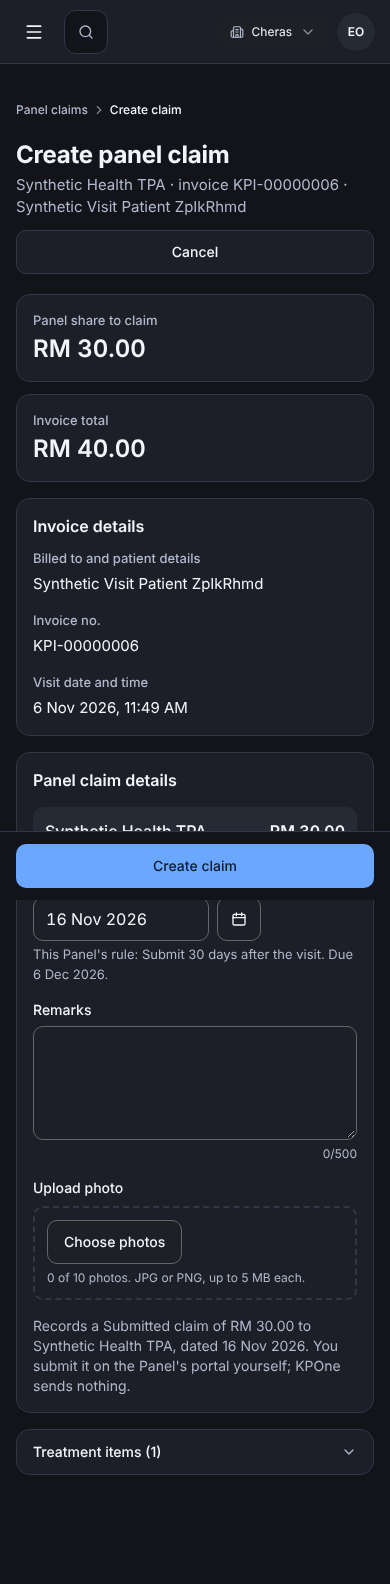 Cheras
EO
Panel claims > Create claim
Create panel claim
Synthetic Health TPA · invoice KPI-00000006 ·
Synthetic Visit Patient ZplkRhmd
Cancel
Panel share to claim
RM 30.00
Invoice total
RM 40.00
Invoice details
Billed to and patient details
Synthetic Visit Patient ZplkRhmd
Invoice no.
KPI-00000006
Visit date and time
6 Nov 2026, 11:49 AM
Panel claim details
Synthetic Health TPA RM 30.00
Create claim
16 Nov 2026
This Panel's rule: Submit 30 days after the visit. Due
6 Dec 2026.
Remarks
0/500
Upload photo
Choose photos
0 of 10 photos. JPG or PNG, up to 5 MB each.
Records a Submitted claim of RM 30.00 to
Synthetic Health TPA, dated 16 Nov 2026. You
submit it on the Panel's portal yourself; KPOne
sends nothing.
Treatment items (1)